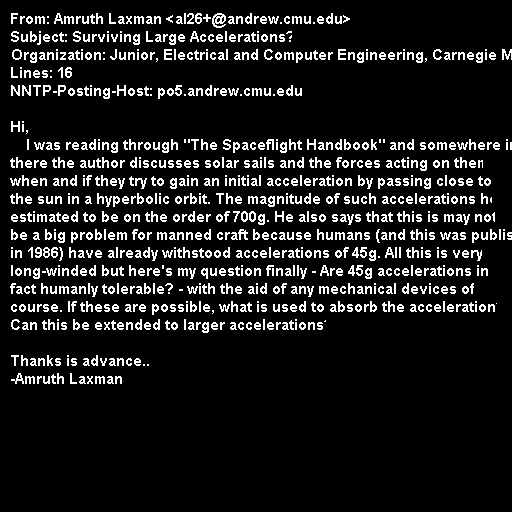 From: Amruth Laxman <al26+@andrew.cmu.edu>
Subject: Surviving Large Accelerations?
Organization: Junior, Electrical and Computer Engineering, Carnegie
Lines: 16
NNTP-Posting-Host: po5.andrew.cmu.edu
Hi,
I was reading through "The Spaceflight Handbook" and somewhere in
there the author discusses solar sails and the forces acting on them
when and if they try to gain an initial acceleration by passing close to
the sun in a hyperbolic orbit. The magnitude of such accelerations he
estimated to be on the order of 700g. He also says that this is may not
be a big problem for manned craft because humans (and this was
in 1986) have already withstood accelerations of 45g. All this is very
long-winded but here's my question finally - Are 45g accelerations in
fact humanly tolerable? - with the aid of any mechanical devices of
course. If these are possible, what is used to absorb the acceleration
Can this be extended to larger accelerations?
Thanks is advance..
-Amruth Laxman